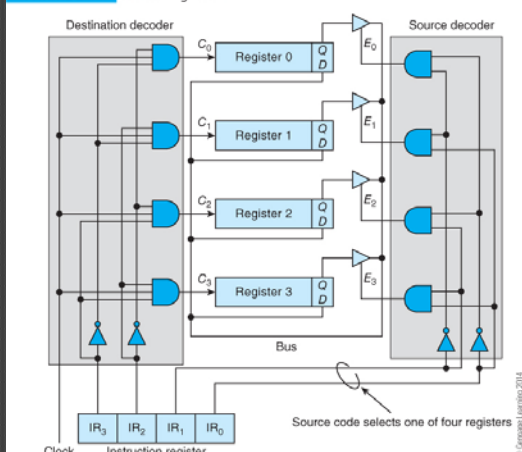 Destination decoder
Source decoder
C0
Register 0
Q
D
E0
C1
Register 1
Q
D
E1
C2
Register 2
Q
D
E2
C3
Register 3
Q
D
E3
Bus
IR3 IR2 IR1 IR0
Source code selects one of four registers
Clock
Instruction register
© Cengage Learning 2014